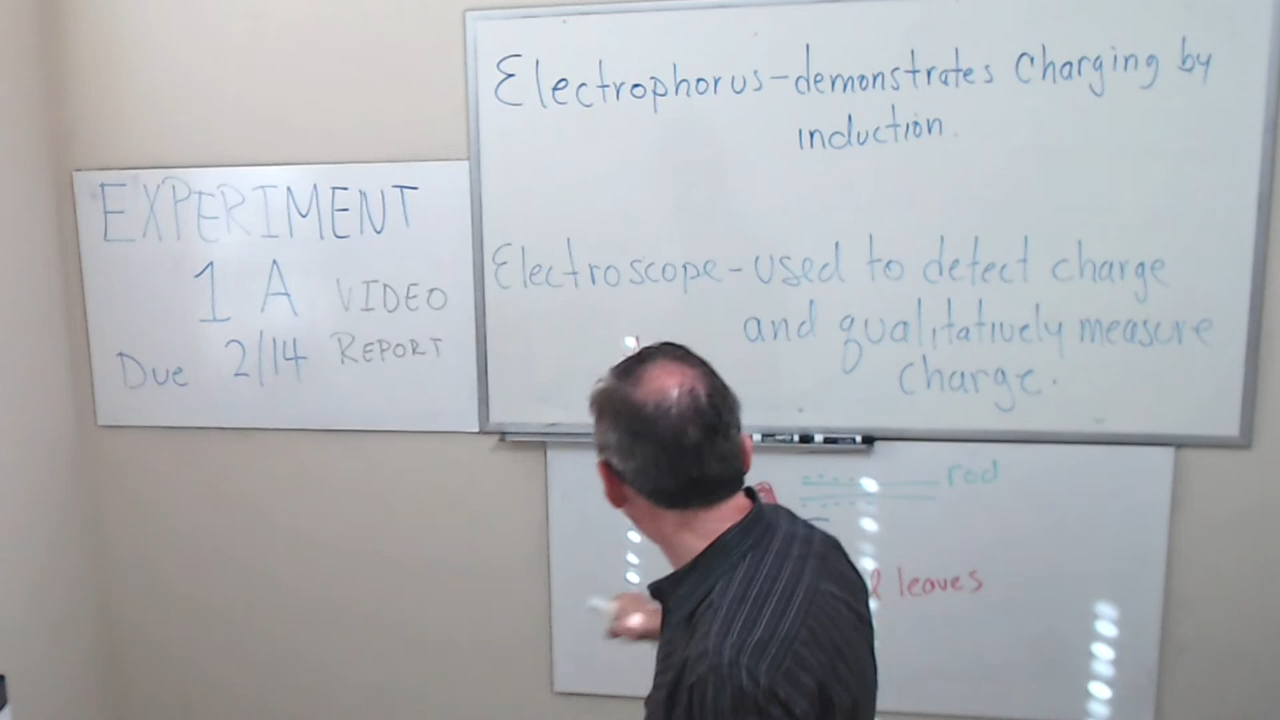 EXPERIMENT
1 A VIDEO
Due 2/14 REPORT
Electrophorus-demonstrates Charging by
induction.
Electroscope-used to detect charge
and qualitatively measure
charge.
rod
leaves